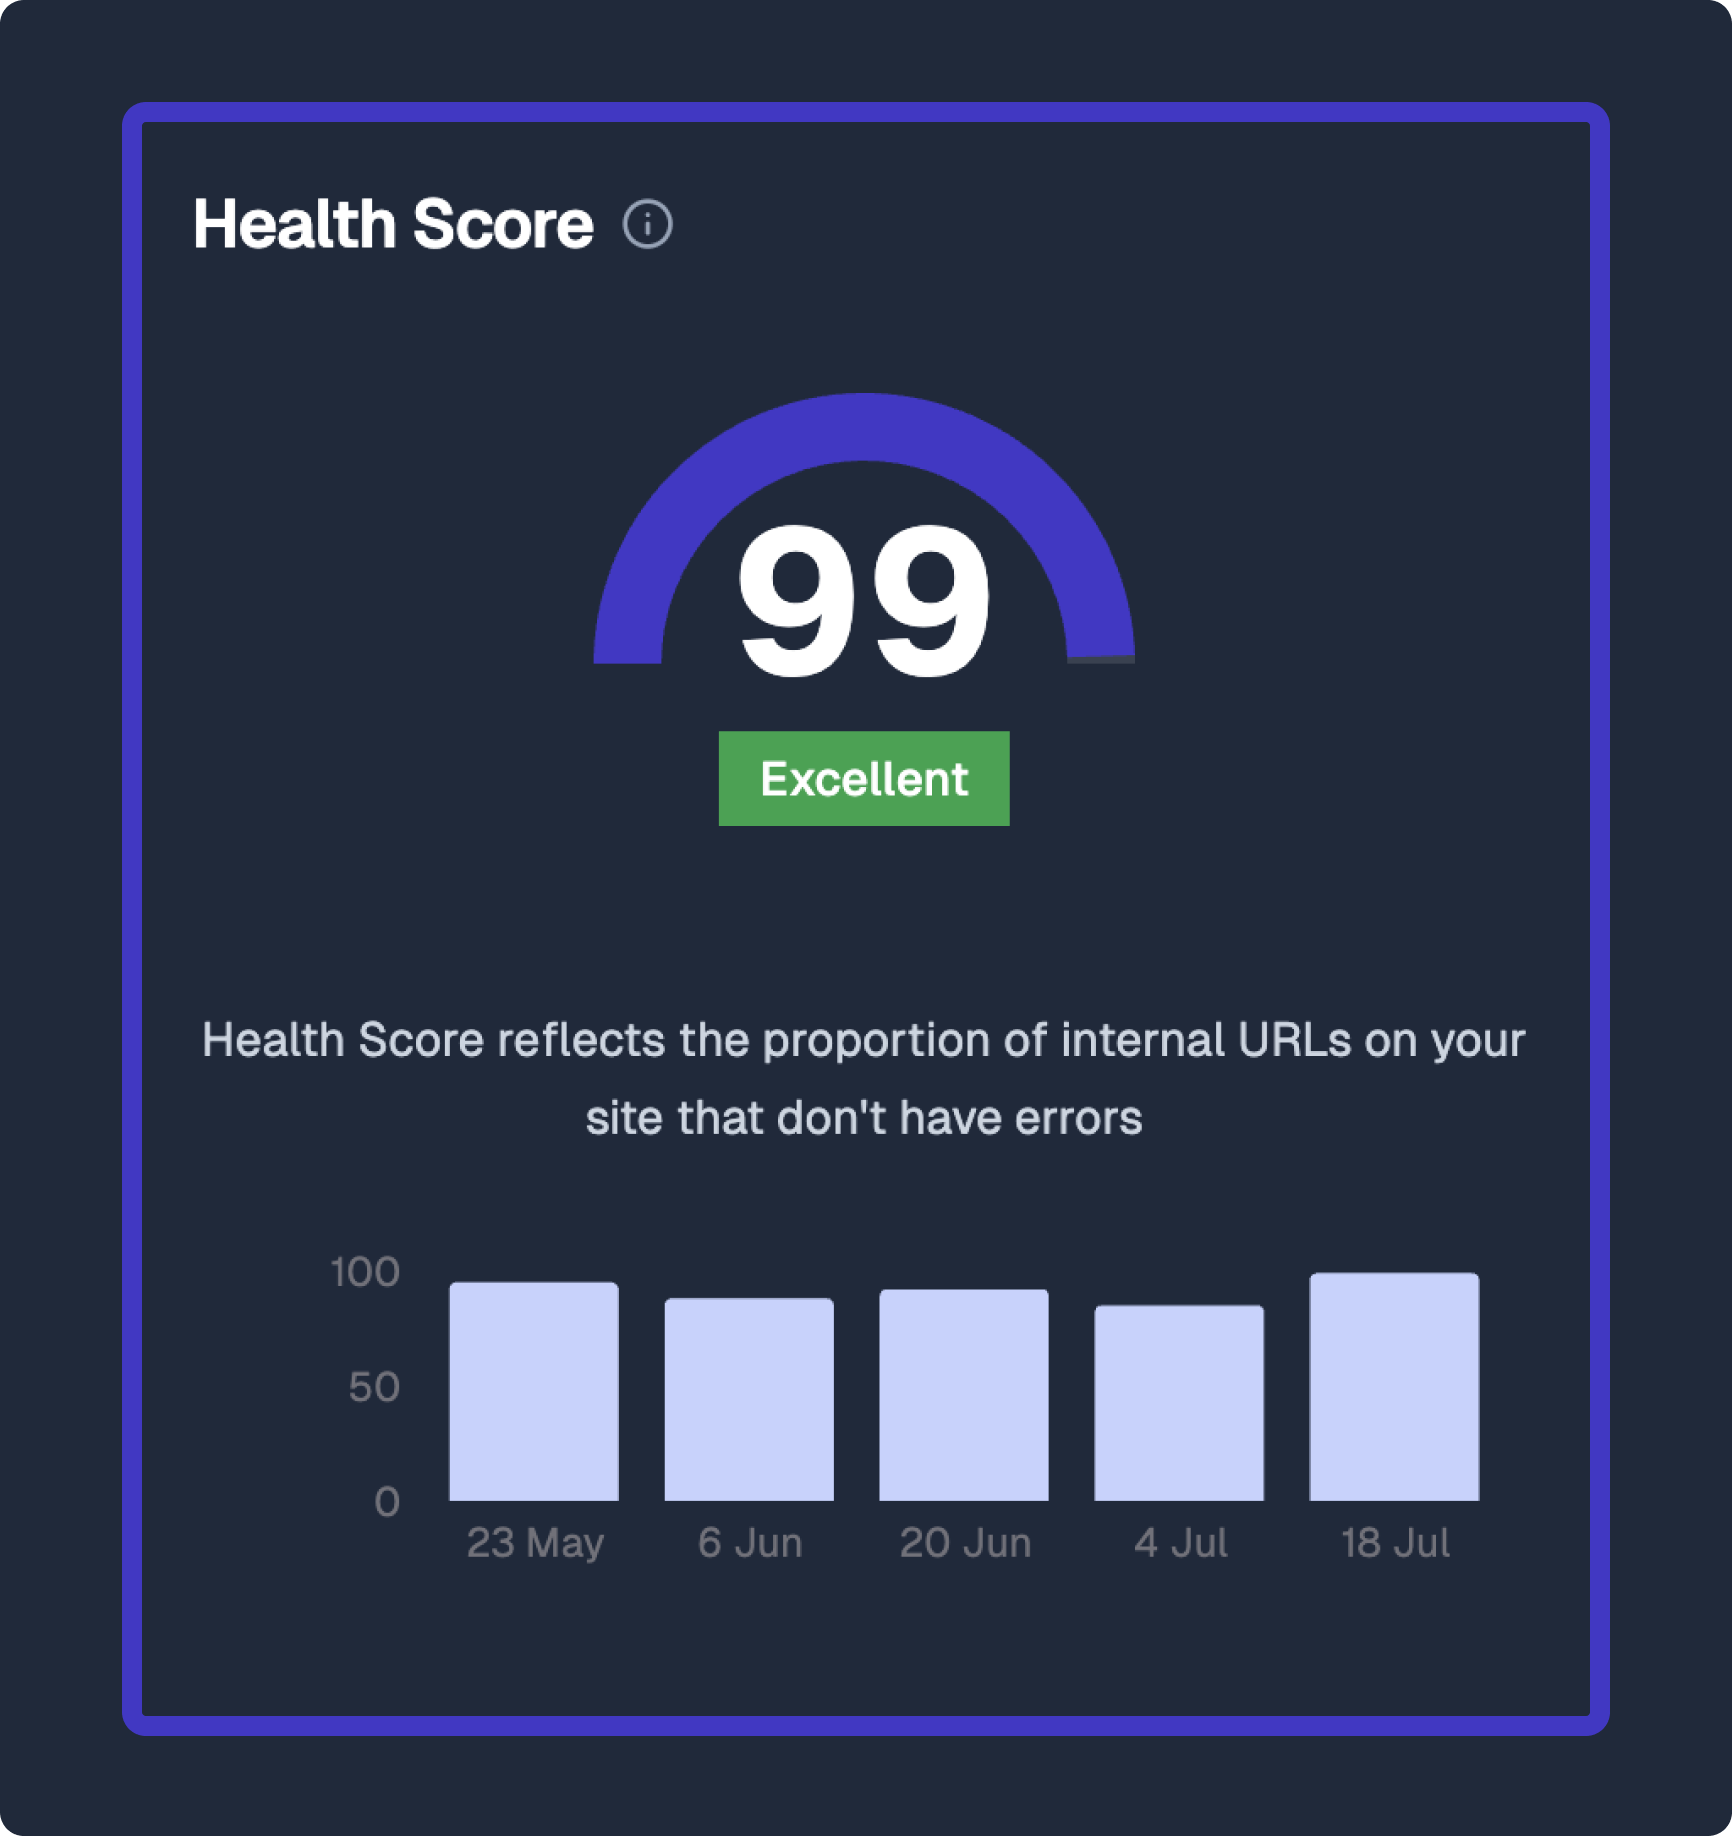 Health Score
99
Excellent
Health Score reflects the proportion of internal URLs on your
site that don't have errors
100
50
0
23 May
6 Jun
20 Jun
4 Jul
18 Jul